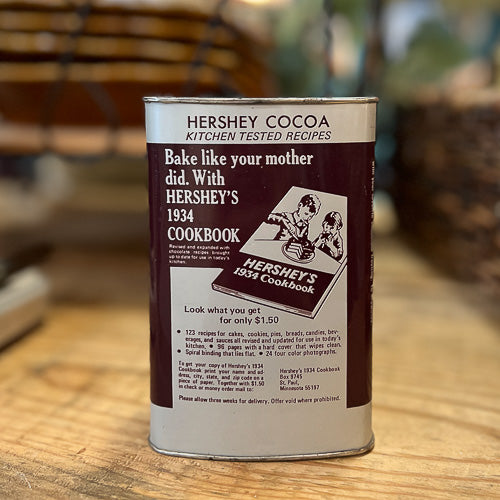 HERSHEY COCOA
KITCHEN TESTED RECIPES
Bake like your mother
did. With
HERSHEY'S
1934
COOKBOOK
Revised and expanded with
chocolate recipes brought
up to date for use in today's
kitchen.
HERSHEY'S
1934 Cookbook
Look what you get
for only $1.50
• 123 recipes for cakes, cookies, pies, breads, candies, bev-
erages, and sauces all revised and updated for use in today's
kitchen. • 96 pages with a hard cover that wipes clean.
• Spiral binding that lies flat. • 24 four color photographs.
To get your copy of Hershey's 1934
Cookbook print your name and ad-
dress, city, state, and zip code on a
piece of paper. Together with $1.50
in check or money order mail to:
Hershey's 1934 Cookbook
Box 9745
St. Paul,
Minnesota 55197
Please allow three weeks for delivery. Offer void where prohibited.